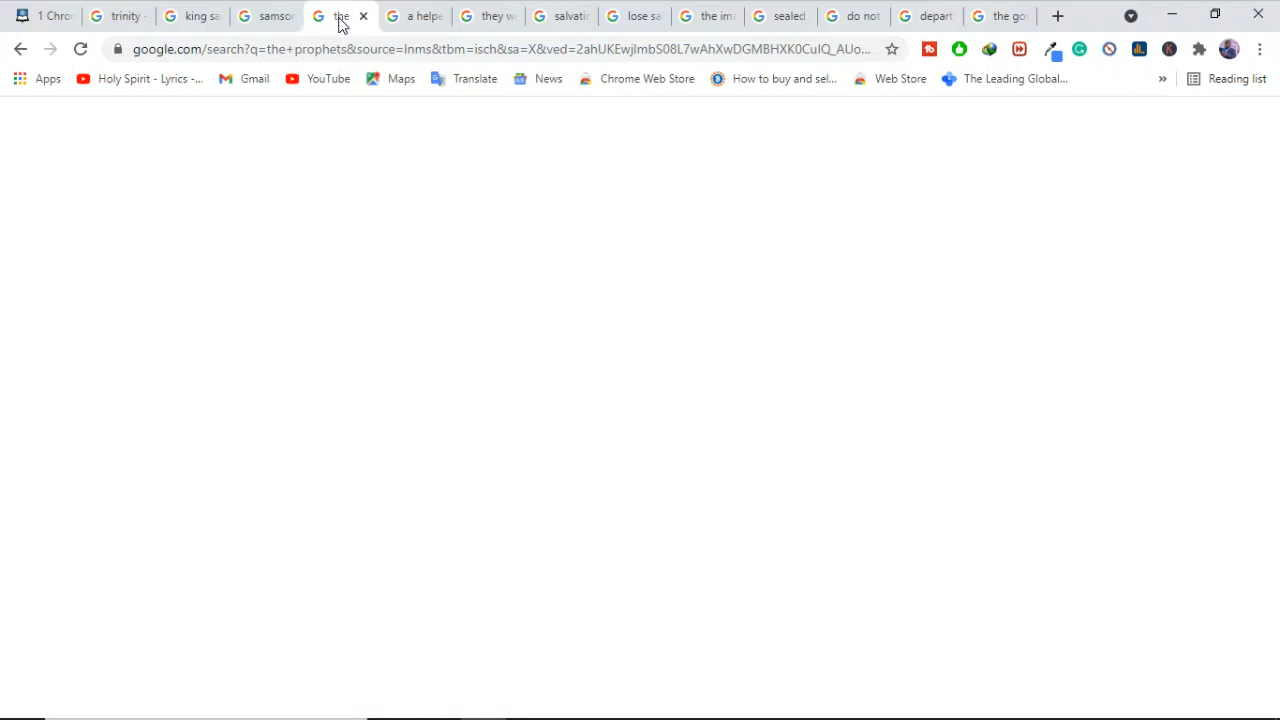 1 Chro trinity - king sa samsor the a helpe they w salvatio lose sa the ima sealed do not depart the go
google.com/search?q=the+prophets&source=lnms&tbm=isch&sa=X&ved=2ahUKEwjImbS08L7wAhXwDGMBHXK0CuIQ_AUo...
Apps Holy Spirit - Lyrics -... Gmail YouTube Maps Translate News Chrome Web Store How to buy and sel... Web Store The Leading Global... » Reading list